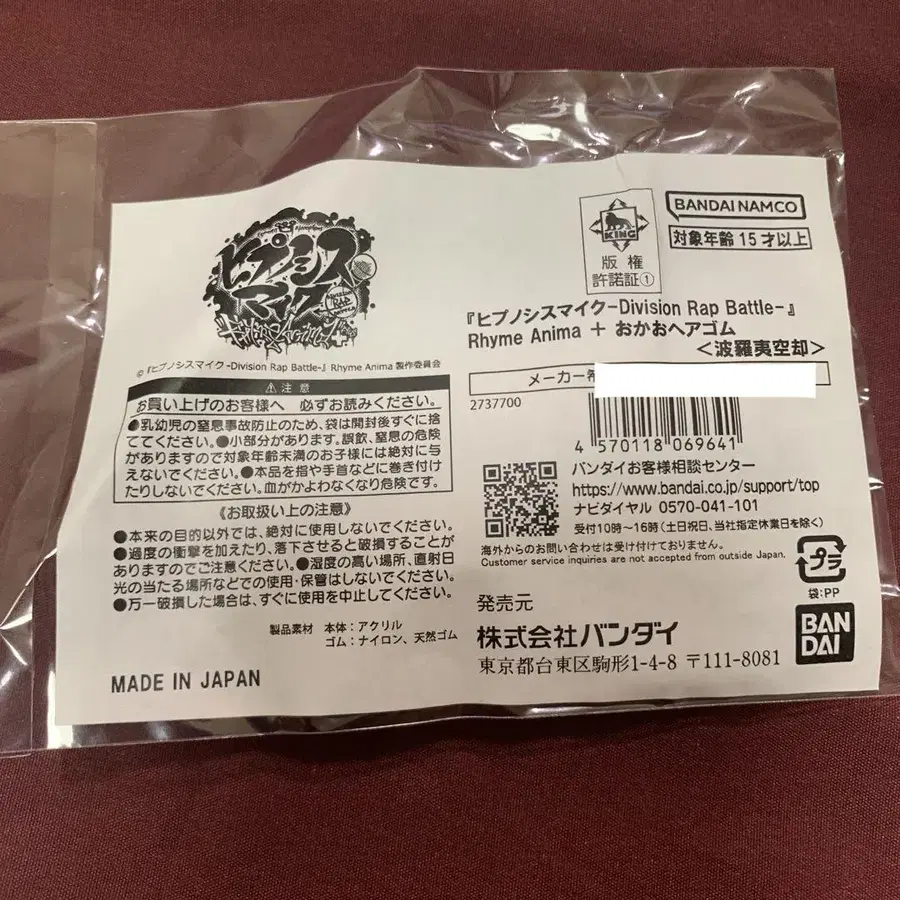 ヒプノシスマイク
Rhyme Anima +
©『ヒプノシスマイク-Division Rap Battle-』Rhyme Anima 製作委員会
⚠注意
お買い上げのお客様へ 必ずお読みください。
●乳幼児の窒息事故防止のため、袋は開封後すぐに捨
ててください。●小部分があります。誤飲、窒息の危険
がありますので対象年齢未満のお子様には絶対に与
えないでください。●本品を指や手首などに巻き付け
たりしないでください。血がかよわなくなり危険です。
《お取扱い上の注意》
●本来の目的以外では、絶対に使用しないでください。
●過度の衝撃を加えたり、落下させると破損することが
ありますのでご注意ください。●湿度の高い場所、直射日
光の当たる場所などでの使用・保管はしないでください。
●万一破損した場合は、すぐに使用を中止してください。
製品素材 本体：アクリル
ゴム：ナイロン、天然ゴム
MADE IN JAPAN
KING
版権
許諾証①
BANDAI NAMCO
対象年齢 15才以上
『ヒプノシスマイク-Division Rap Battle-』
Rhyme Anima + おかおヘアゴム
＜波羅夷空却＞
メーカー希
2737700
4 570118 069641
バンダイお客様相談センター
https://www.bandai.co.jp/support/top
ナビダイヤル 0570-041-101
受付10時～16時(土日祝日、当社指定休業日を除く)
海外からのお問い合わせは受け付けておりません。
Customer service inquiries are not accepted from outside Japan.
プラ
袋:PP
発売元
株式会社バンダイ
東京都台東区駒形1-4-8 〒111-8081
BAN
DAI